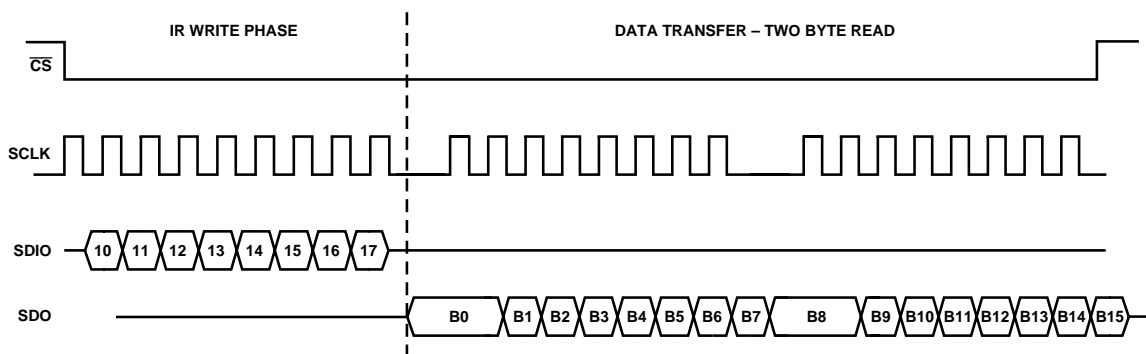 IR WRITE PHASE DATA TRANSFER – TWO BYTE READ
CS
SCLK
SDIO 10 11 12 13 14 15 16 17
SDO B0 B1 B2 B3 B4 B5 B6 B7 B8 B9 B10 B11 B12 B13 B14 B15